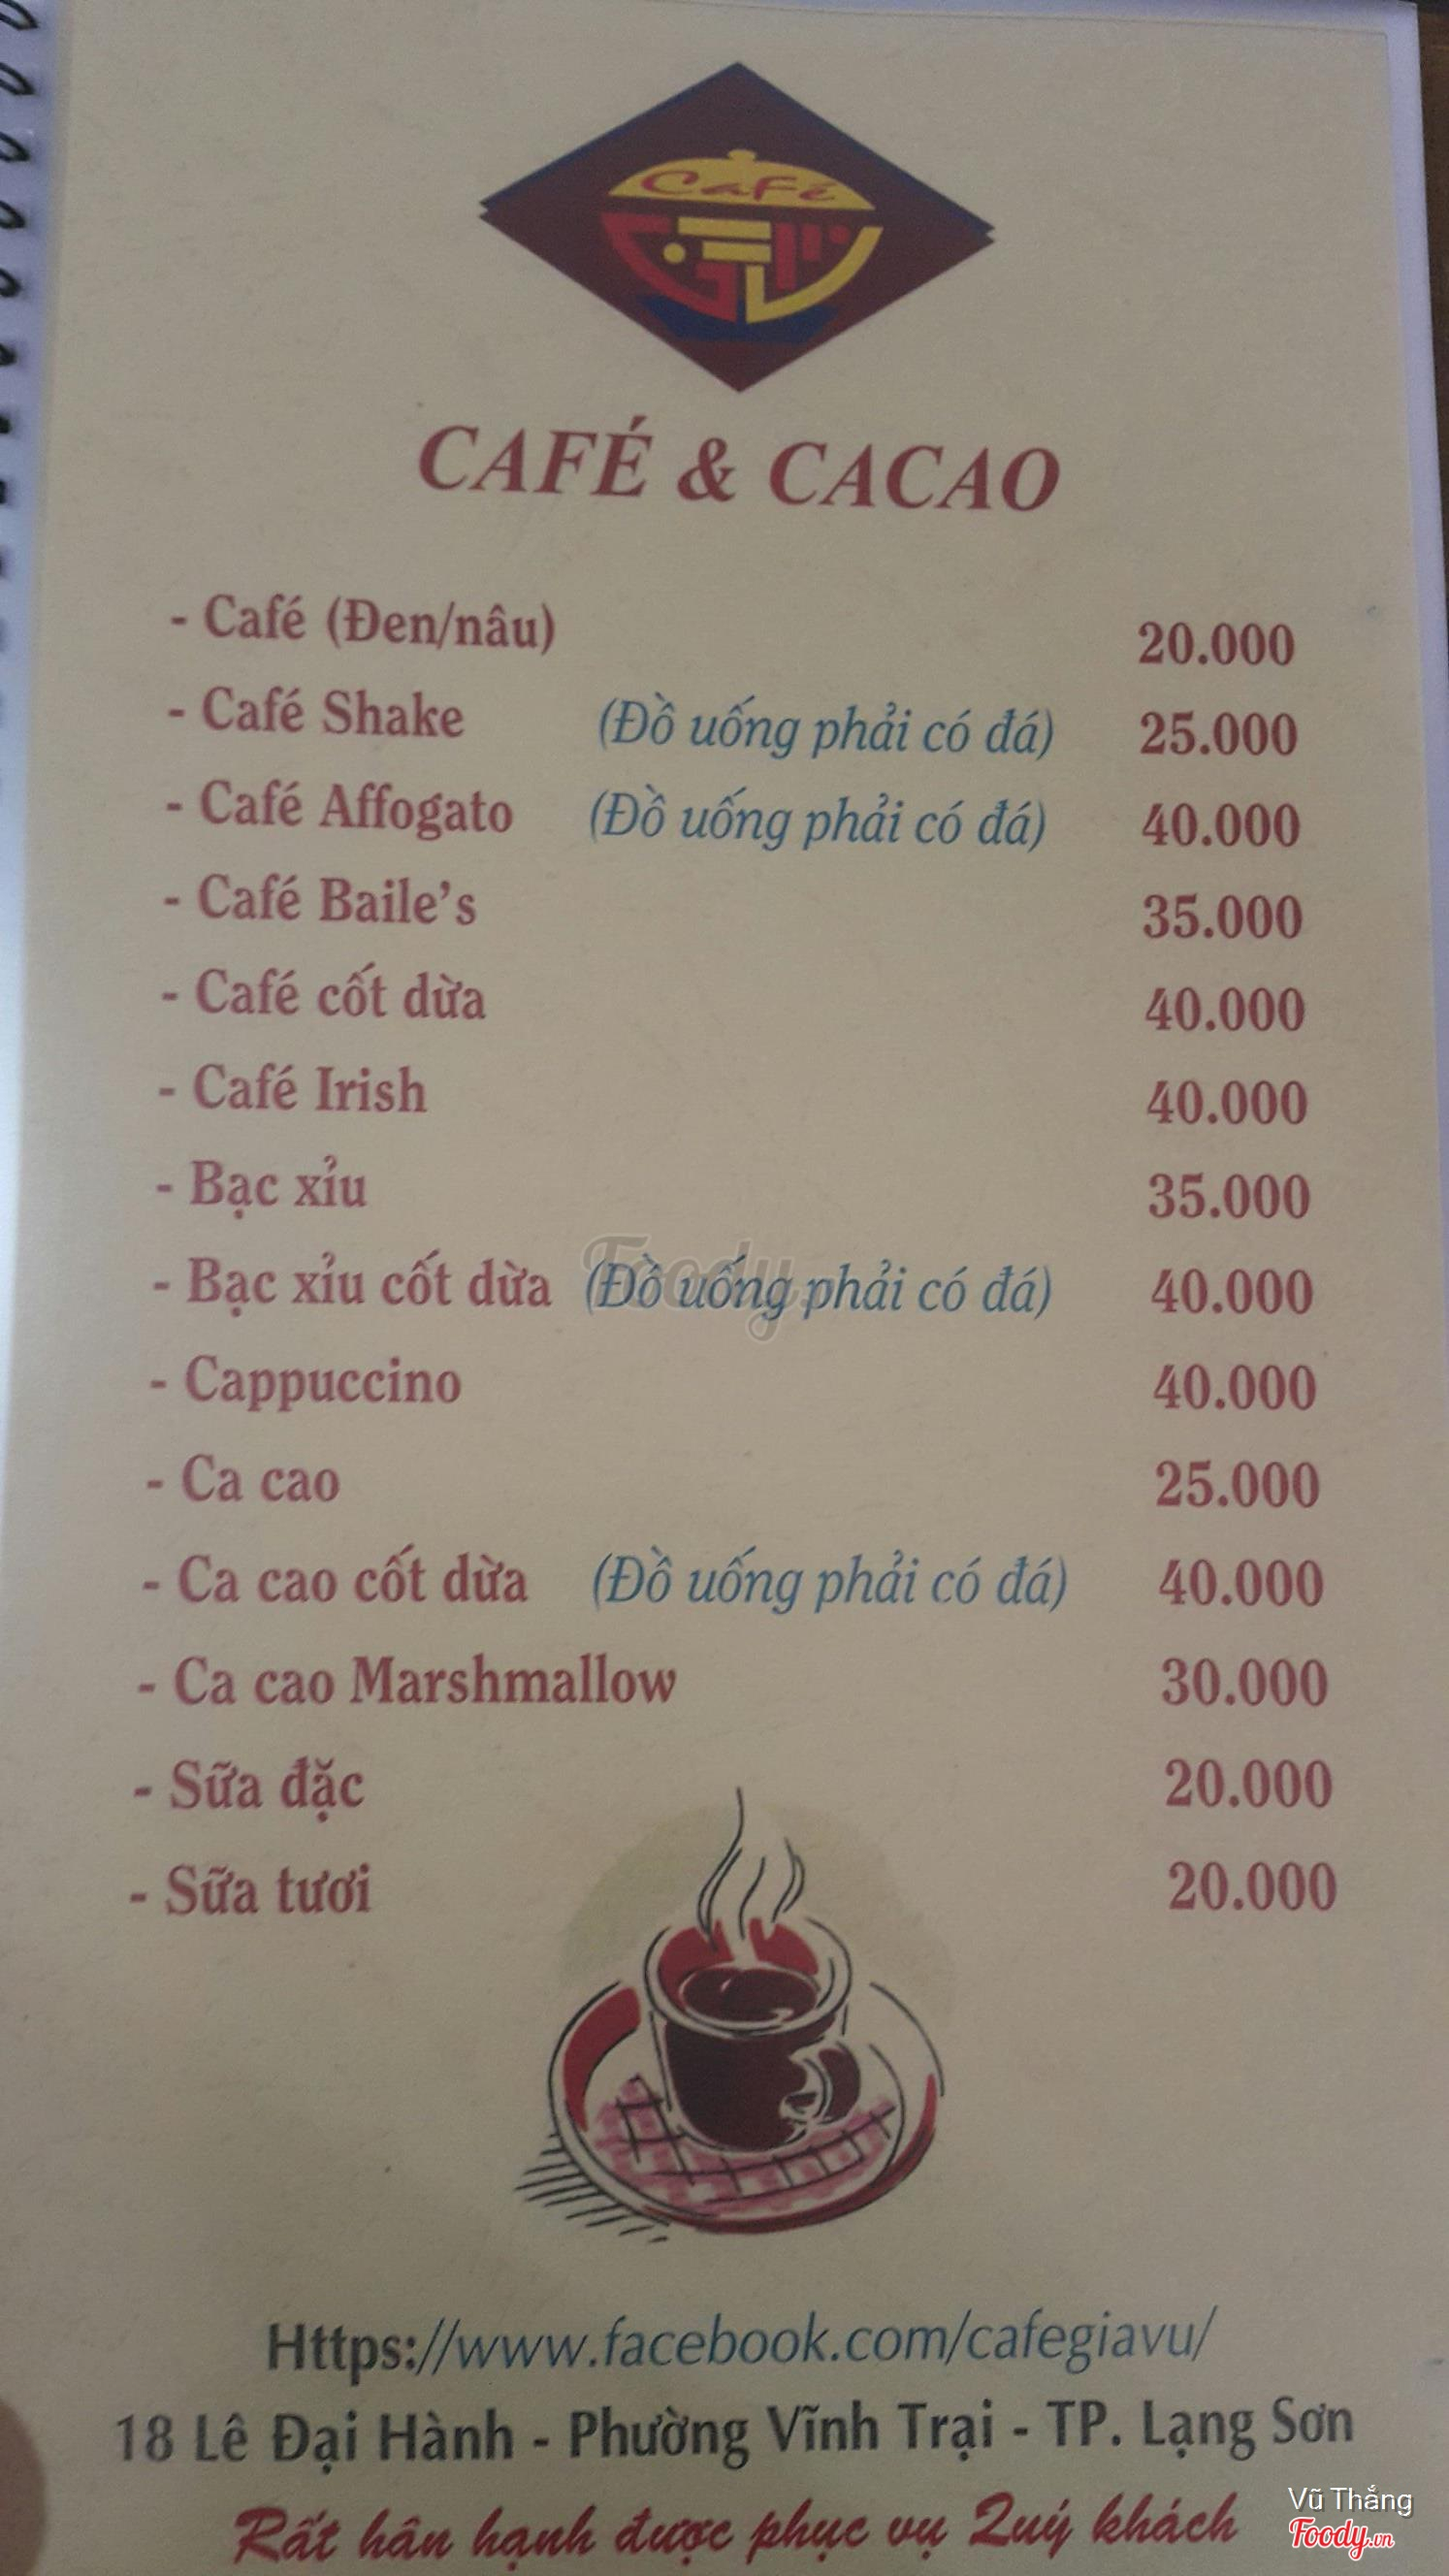 Café
CAFÉ & CACAO
- Café (Đen/nâu) 20.000
- Café Shake (Đồ uống phải có đá) 25.000
- Café Affogato (Đồ uống phải có đá) 40.000
- Café Baile's 35.000
- Café cốt dừa 40.000
- Café Irish 40.000
- Bạc xỉu 35.000
- Bạc xỉu cốt dừa (Đồ uống phải có đá) 40.000
- Cappuccino 40.000
- Ca cao 25.000
- Ca cao cốt dừa (Đồ uống phải có đá) 40.000
- Ca cao Marshmallow 30.000
- Sữa đặc 20.000
- Sữa tươi 20.000
Https://www.facebook.com/cafegiavu/
18 Lê Đại Hành - Phường Vĩnh Trại - TP. Lạng Sơn
Rất hân hạnh được phục vụ Quý khách
Vũ Thắng
Foody.vn